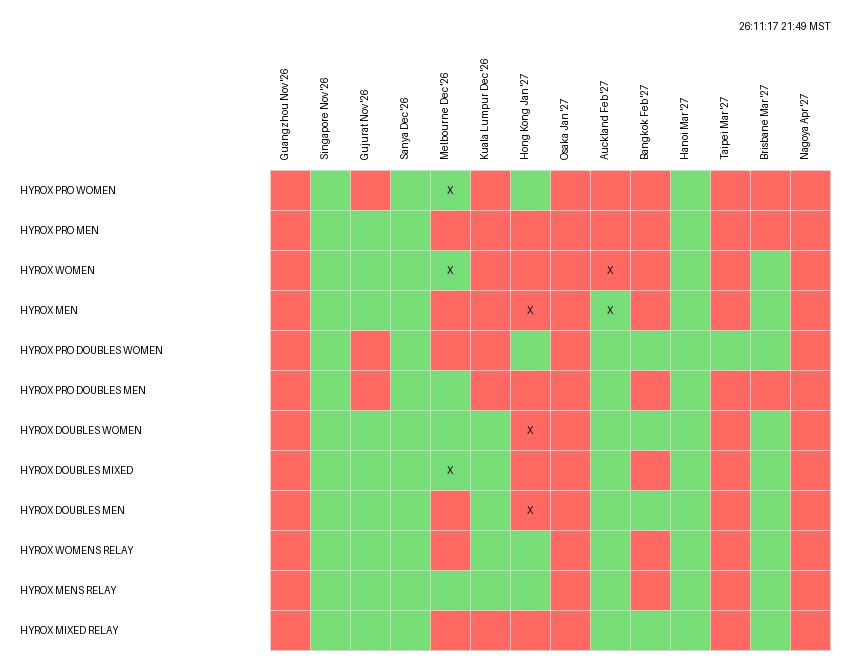 26:11:17 21:49 MST
Guangzhou Nov'26
Singapore Nov'26
Gujurat Nov'26
Sanya Dec'26
Melbourne Dec'26
Kuala Lumpur Dec'26
Hong Kong Jan'27
Osaka Jan'27
Auckland Feb'27
Bangkok Feb'27
Hanoi Mar'27
Taipei Mar'27
Brisbane Mar'27
Nagoya Apr'27
HYROX PRO WOMEN X
HYROX PRO MEN
HYROX WOMEN X X
HYROX MEN X X
HYROX PRO DOUBLES WOMEN
HYROX PRO DOUBLES MEN
HYROX DOUBLES WOMEN X
HYROX DOUBLES MIXED X
HYROX DOUBLES MEN X
HYROX WOMENS RELAY
HYROX MENS RELAY
HYROX MIXED RELAY